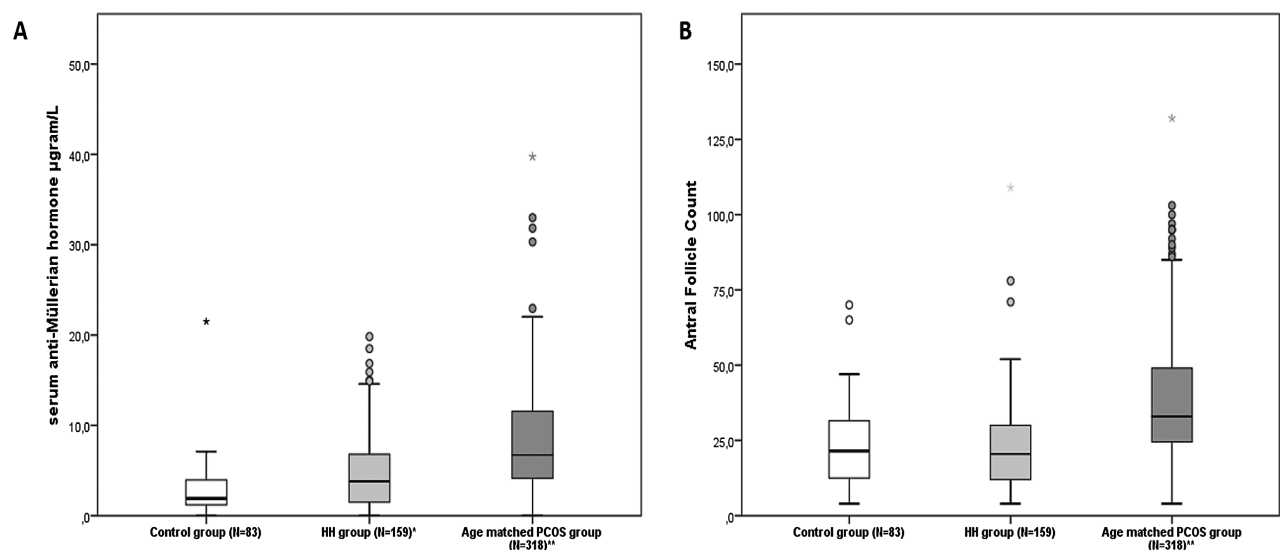 A
serum anti-Müllerian hormone µgram/L
50,0
40,0
30,0
20,0
10,0
,0
Control group (N=83)
HH group (N=159)*
Age matched PCOS group
(N=318)**
B
Antral Follicle Count
150,0
125,0
100,0
75,0
50,0
25,0
,0
Control group (N=83)
HH group (N=159)
Age matched PCOS group
(N=318)**